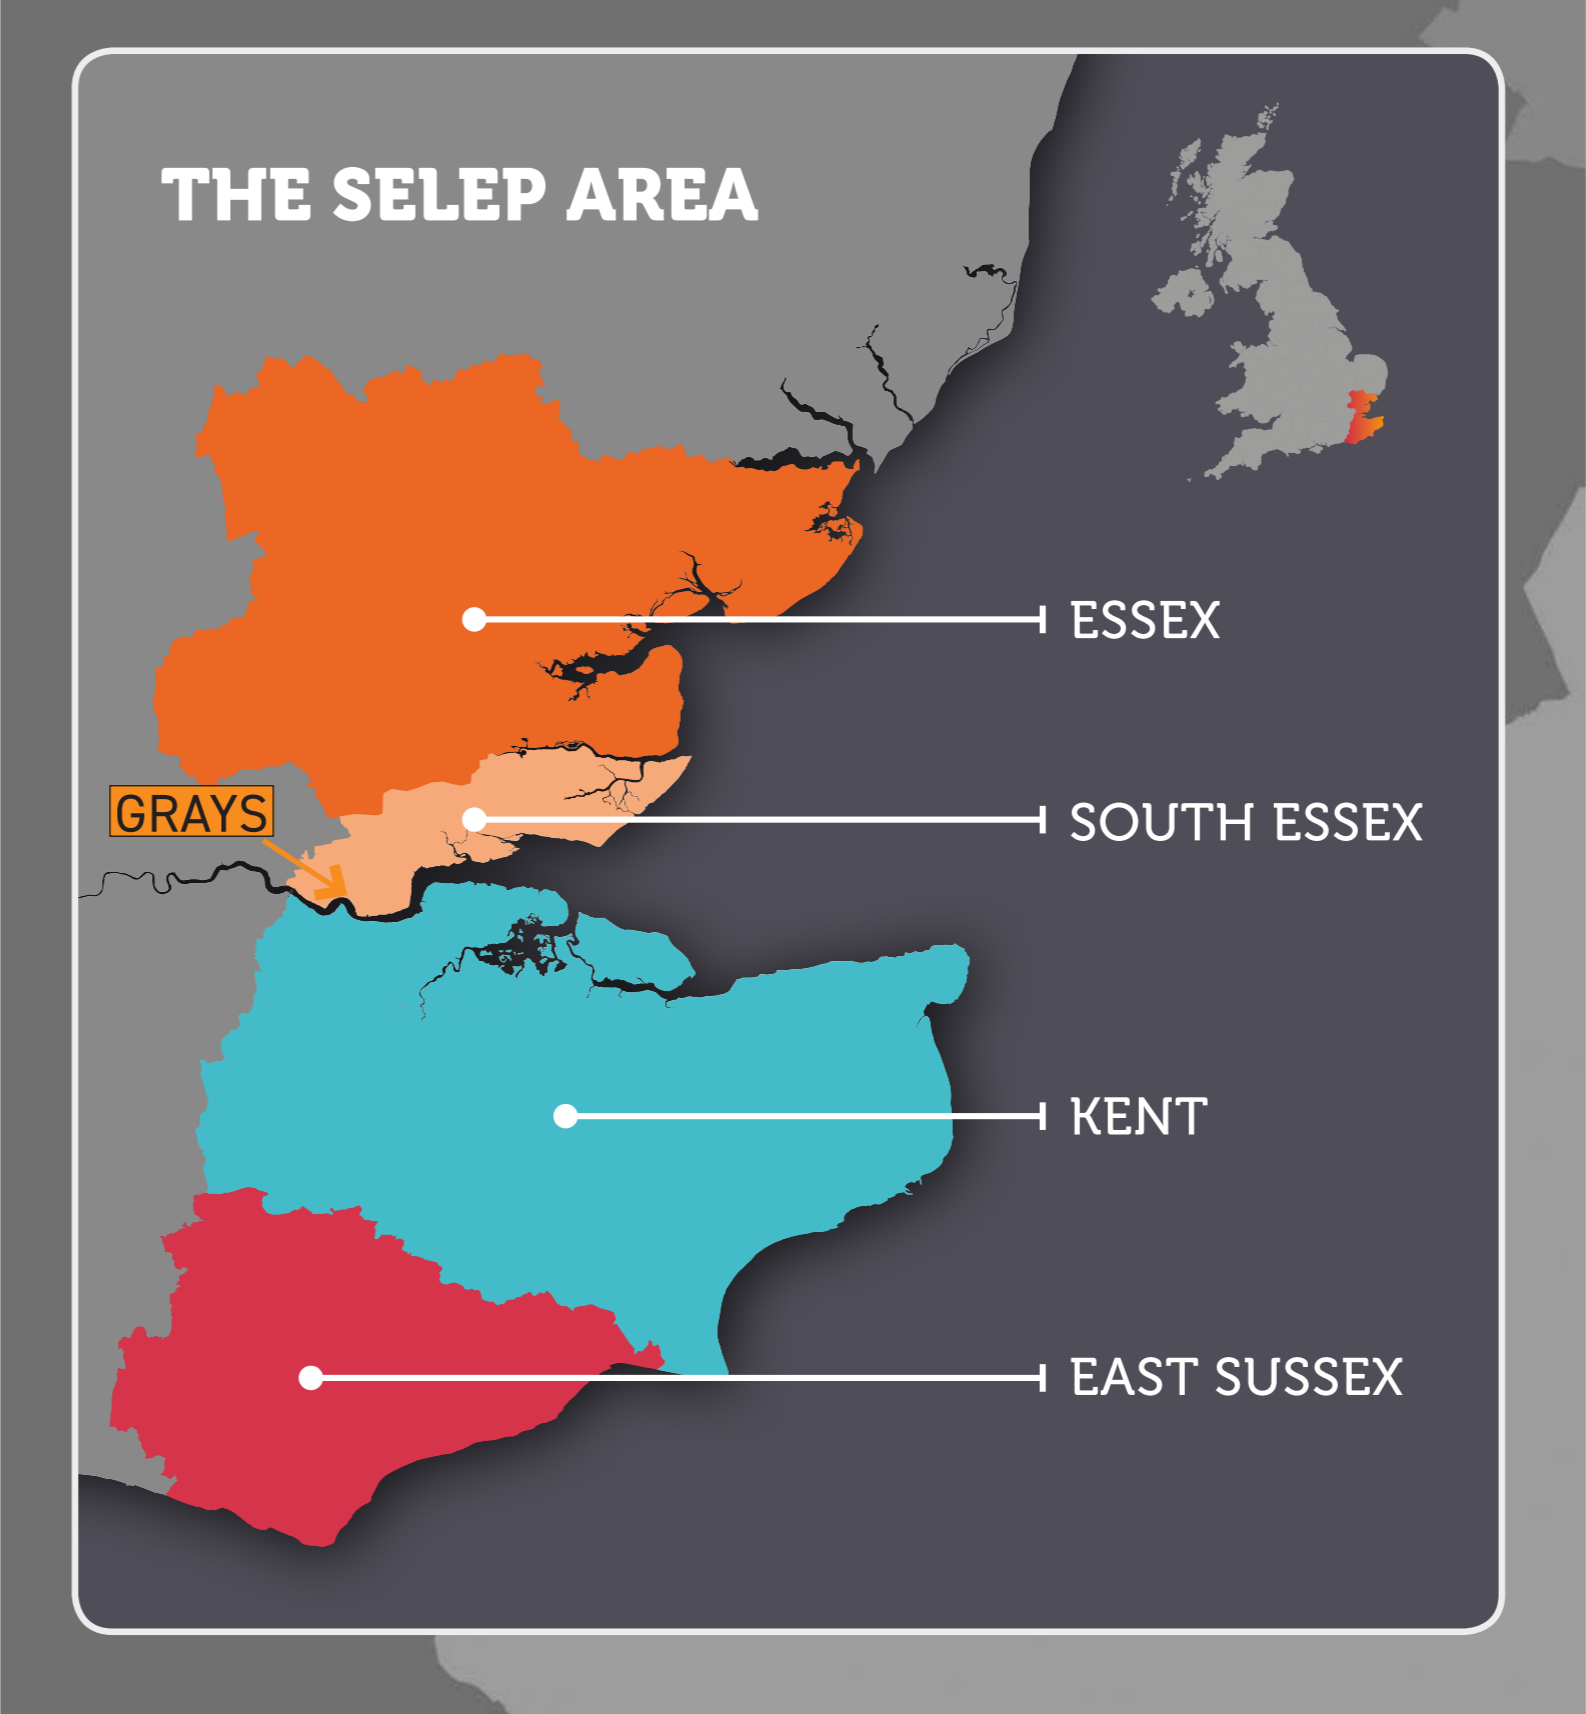 THE SELEP AREA
ESSEX
GRAYS
SOUTH ESSEX
KENT
EAST SUSSEX